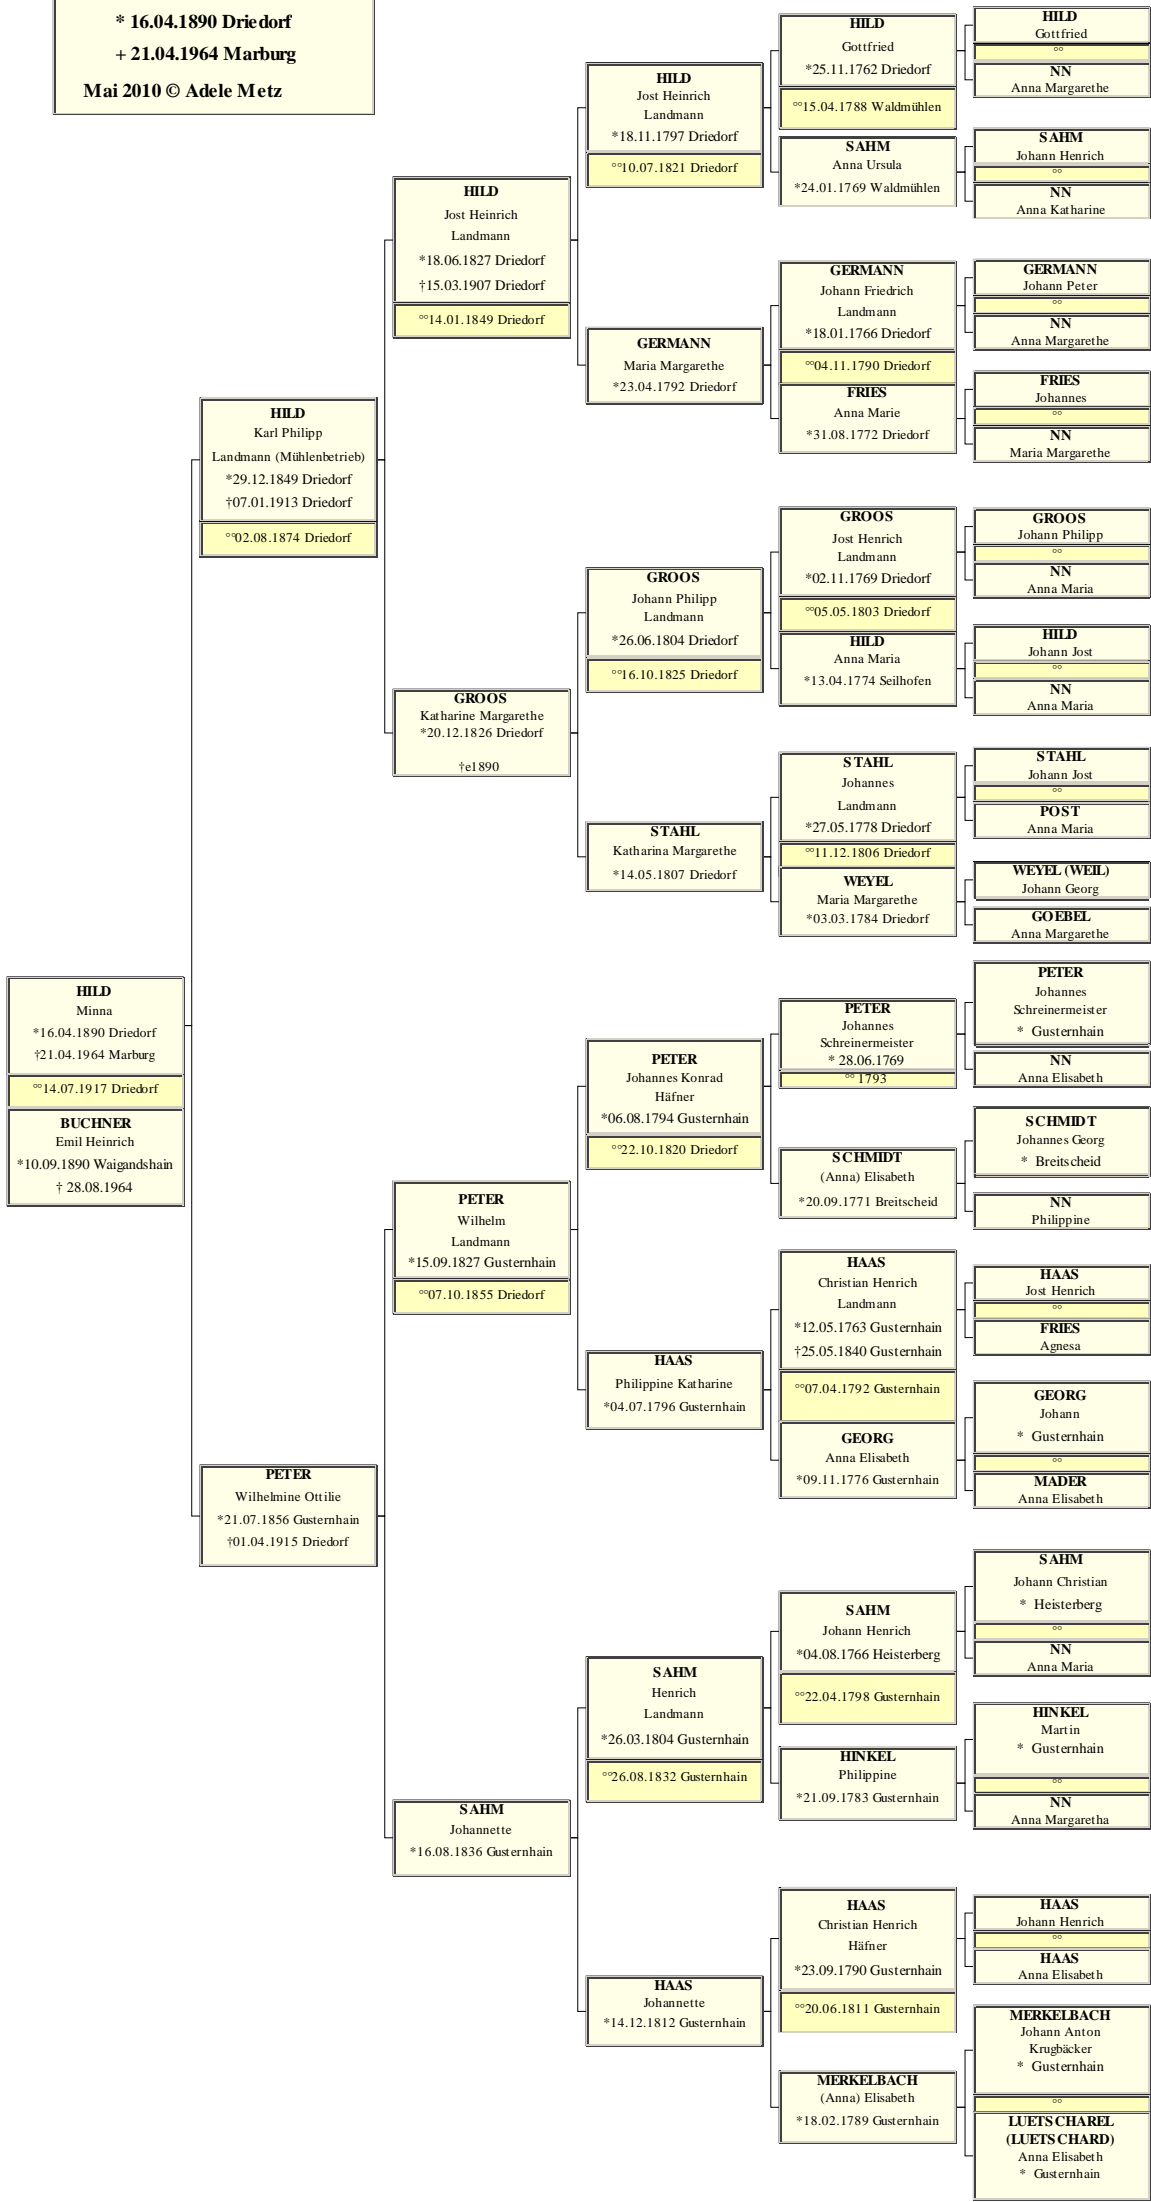 * 16.04.1890 Driedorf
+ 21.04.1964 Marburg
Mai 2010 © Adele Metz
HILD
Minna
*16.04.1890 Driedorf
†21.04.1964 Marburg
°°14.07.1917 Driedorf
BUCHNER
Emil Heinrich
*10.09.1890 Waigandshain
† 28.08.1964
HILD
Karl Philipp
Landmann (Mühlenbetrieb)
*29.12.1849 Driedorf
†07.01.1913 Driedorf
°°02.08.1874 Driedorf
PETER
Wilhelmine Ottilie
*21.07.1856 Gusternhain
†01.04.1915 Driedorf
HILD
Jost Heinrich
Landmann
*18.06.1827 Driedorf
†15.03.1907 Driedorf
°°14.01.1849 Driedorf
GROOS
Katharine Margarethe
*20.12.1826 Driedorf
†e1890
PETER
Wilhelm
Landmann
*15.09.1827 Gusternhain
°°07.10.1855 Driedorf
SAHM
Johannette
*16.08.1836 Gusternhain
HILD
Jost Heinrich
Landmann
*18.11.1797 Driedorf
°°10.07.1821 Driedorf
GERMANN
Maria Margarethe
*23.04.1792 Driedorf
GROOS
Johann Philipp
Landmann
*26.06.1804 Driedorf
°°16.10.1825 Driedorf
STAHL
Katharina Margarethe
*14.05.1807 Driedorf
PETER
Johannes Konrad
Häfner
*06.08.1794 Gusternhain
°°22.10.1820 Driedorf
HAAS
Philippine Katharine
*04.07.1796 Gusternhain
SAHM
Henrich
Landmann
*26.03.1804 Gusternhain
°°26.08.1832 Gusternhain
HAAS
Johannette
*14.12.1812 Gusternhain
HILD
Gottfried
*25.11.1762 Driedorf
°°15.04.1788 Waldmühlen
SAHM
Anna Ursula
*24.01.1769 Waldmühlen
GERMANN
Johann Friedrich
Landmann
*18.01.1766 Driedorf
°°04.11.1790 Driedorf
FRIES
Anna Marie
*31.08.1772 Driedorf
GROOS
Jost Henrich
Landmann
*02.11.1769 Driedorf
°°05.05.1803 Driedorf
HILD
Anna Maria
*13.04.1774 Seilhofen
STAHL
Johannes
Landmann
*27.05.1778 Driedorf
°°11.12.1806 Driedorf
WEYEL
Maria Margarethe
*03.03.1784 Driedorf
PETER
Johannes
Schreinermeister
* 28.06.1769
°° 1793
SCHMIDT
(Anna) Elisabeth
*20.09.1771 Breitscheid
HAAS
Christian Henrich
Landmann
*12.05.1763 Gusternhain
†25.05.1840 Gusternhain
°°07.04.1792 Gusternhain
GEORG
Anna Elisabeth
*09.11.1776 Gusternhain
SAHM
Johann Henrich
*04.08.1766 Heisterberg
°°22.04.1798 Gusternhain
HINKEL
Philippine
*21.09.1783 Gusternhain
HAAS
Christian Henrich
Häfner
*23.09.1790 Gusternhain
°°20.06.1811 Gusternhain
MERKELBACH
(Anna) Elisabeth
*18.02.1789 Gusternhain
HILD
Gottfried
°°
NN
Anna Margarethe
SAHM
Johann Henrich
°°
NN
Anna Katharine
GERMANN
Johann Peter
°°
NN
Anna Margarethe
FRIES
Johannes
°°
NN
Maria Margarethe
GROOS
Johann Philipp
°°
NN
Anna Maria
HILD
Johann Jost
°°
NN
Anna Maria
STAHL
Johann Jost
°°
POST
Anna Maria
WEYEL (WEIL)
Johann Georg
GOEBEL
Anna Margarethe
PETER
Johannes
Schreinermeister
* Gusternhain
NN
Anna Elisabeth
SCHMIDT
Johannes Georg
* Breitscheid
NN
Philippine
HAAS
Jost Henrich
°°
FRIES
Agnesa
GEORG
Johann
* Gusternhain
°°
MADER
Anna Elisabeth
SAHM
Johann Christian
* Heisterberg
°°
NN
Anna Maria
HINKEL
Martin
* Gusternhain
°°
NN
Anna Margaretha
HAAS
Johann Henrich
°°
HAAS
Anna Elisabeth
MERKELBACH
Johann Anton
Krugbäcker
* Gusternhain
°°
LUETSCHAREL
(LUETSCHARD)
Anna Elisabeth
* Gusternhain